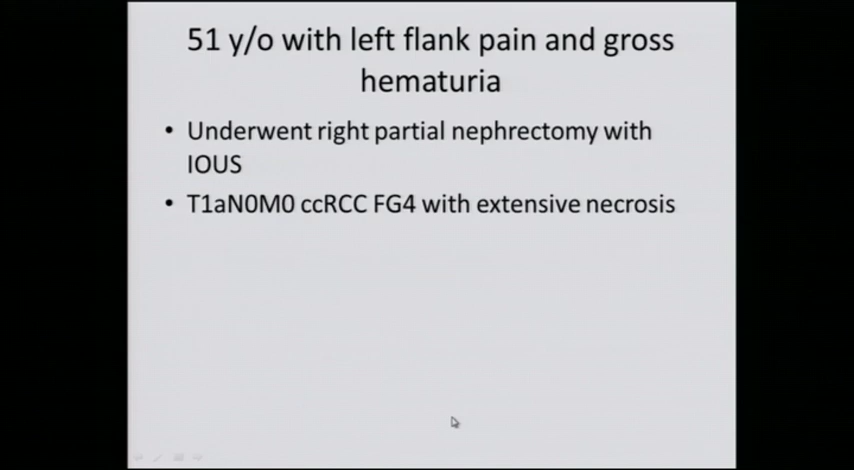 51 y/o with left flank pain and gross
hematuria
• Underwent right partial nephrectomy with
IOUS
• T1aN0M0 ccRCC FG4 with extensive necrosis